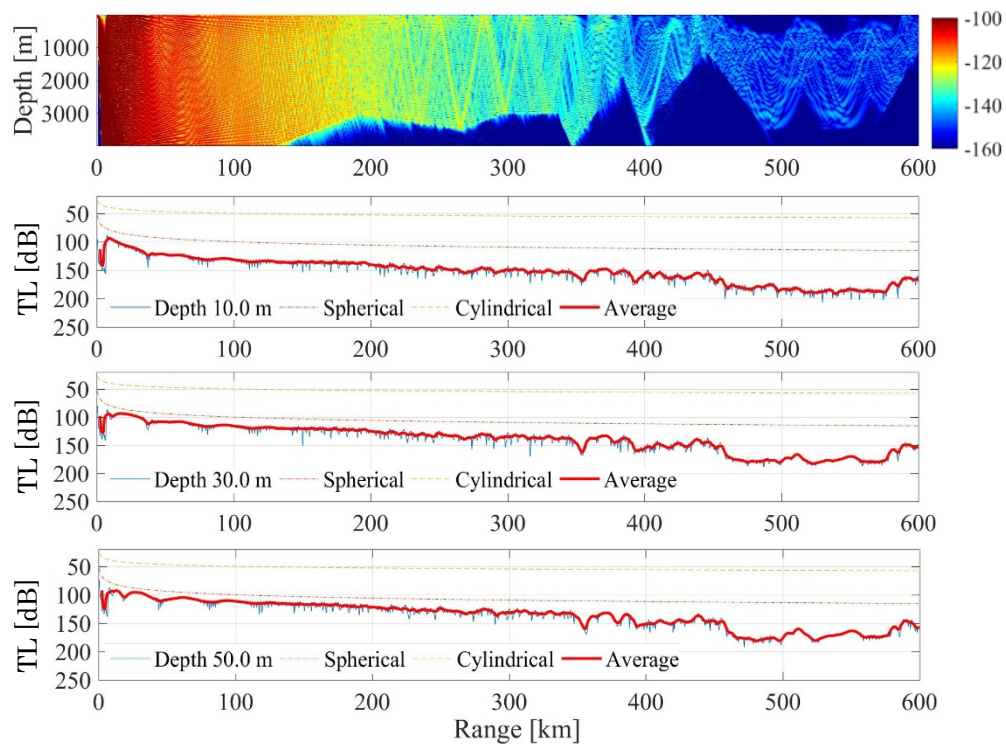 Depth [m]
1000
2000
3000
0 100 200 300 400 500 600
-100
-120
-140
-160
TL [dB]
50
100
150
200
250
Depth 10.0 m Spherical Cylindrical Average
0 100 200 300 400 500 600
TL [dB]
50
100
150
200
250
Depth 30.0 m Spherical Cylindrical Average
0 100 200 300 400 500 600
TL [dB]
50
100
150
200
250
Depth 50.0 m Spherical Cylindrical Average
0 100 200 300 400 500 600
Range [km]